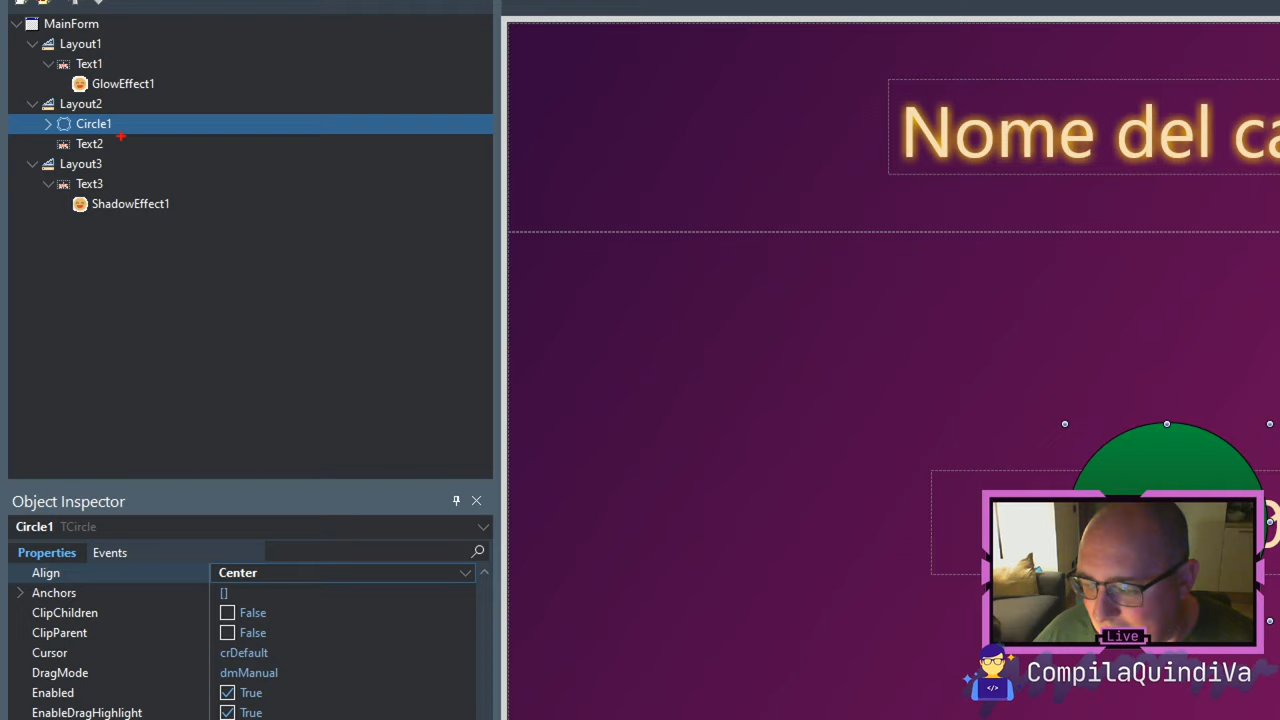 MainForm
Layout1
Text1
GlowEffect1
Layout2
Circle1
Text2
Layout3
Text3
ShadowEffect1
Nome del ca
Object Inspector
Circle1 TCircle
Properties Events
Align Center
Anchors []
ClipChildren False
ClipParent False
Cursor crDefault
DragMode dmManual
Enabled True
EnableDragHighlight True
Live
</>
CompilaQuindiVa